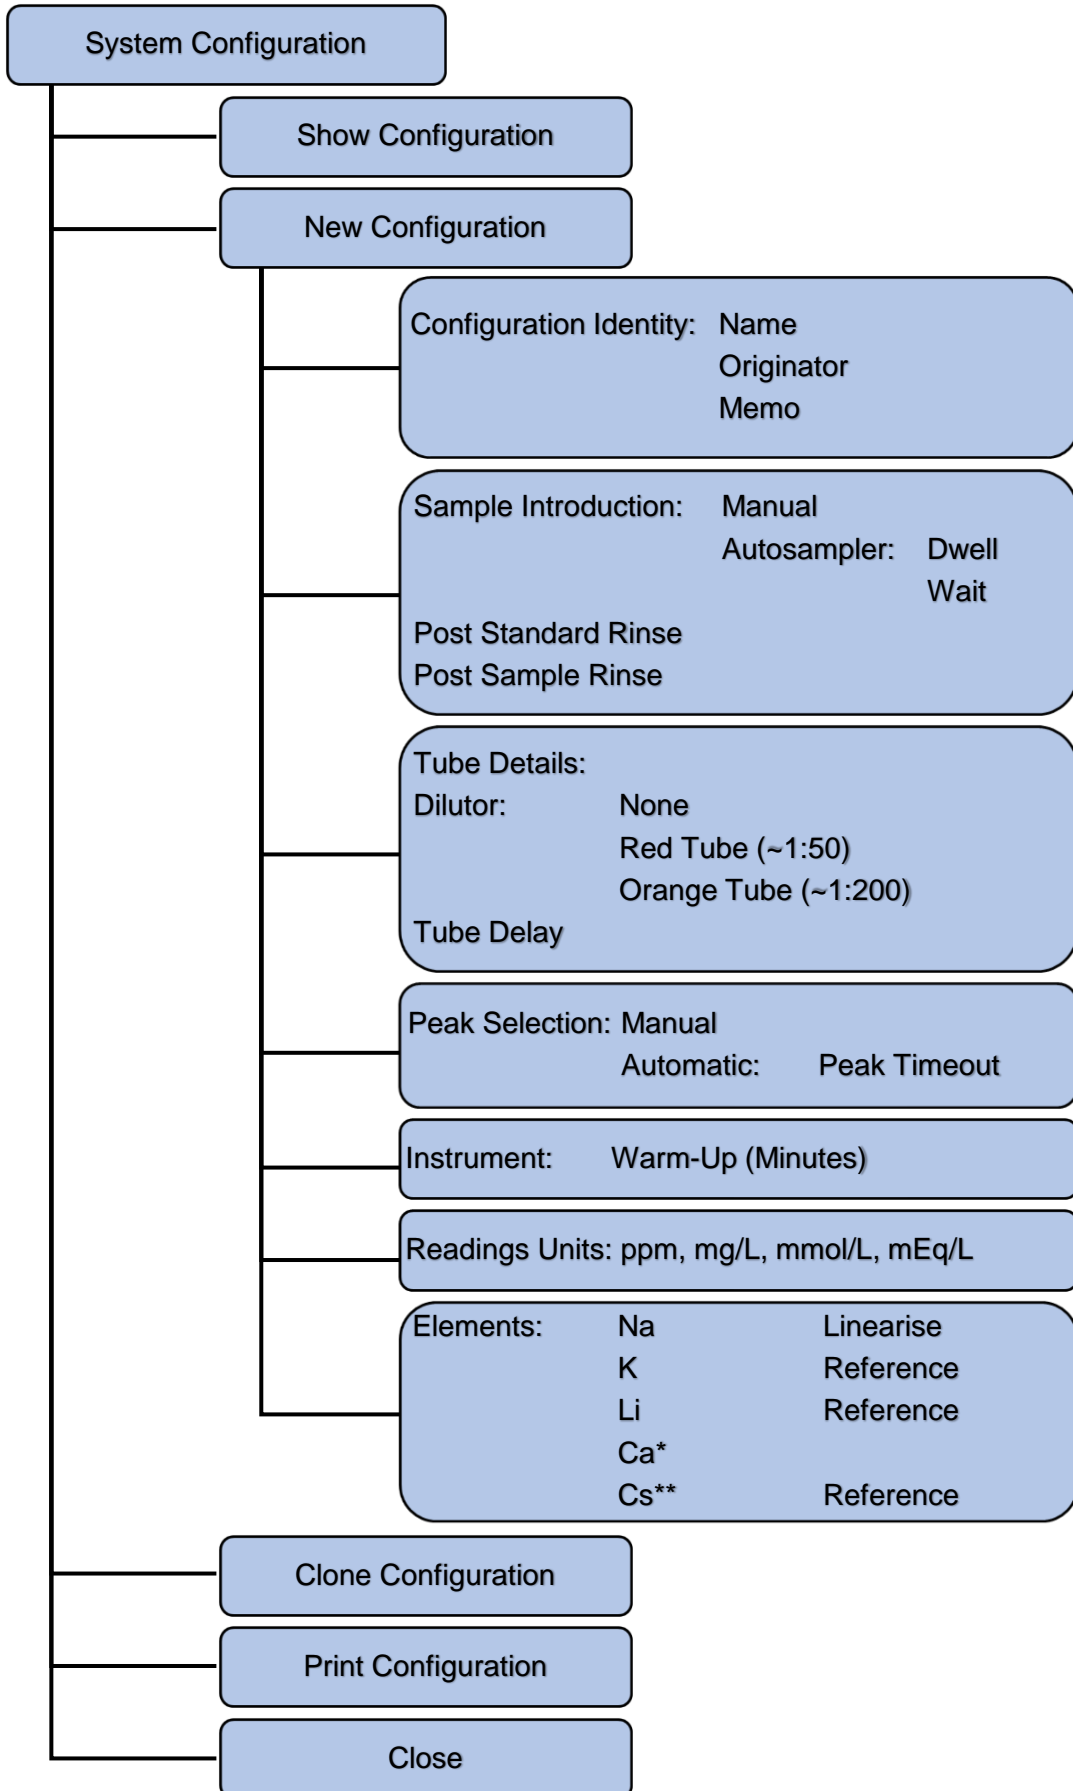 System Configuration
Show Configuration
New Configuration
Configuration Identity: Name
Originator
Memo
Sample Introduction: Manual
Autosampler: Dwell
Wait
Post Standard Rinse
Post Sample Rinse
Tube Details:
Dilutor: None
Red Tube (~1:50)
Orange Tube (~1:200)
Tube Delay
Peak Selection: Manual
Automatic: Peak Timeout
Instrument: Warm-Up (Minutes)
Readings Units: ppm, mg/L, mmol/L, mEq/L
Elements: Na Linearise
K Reference
Li Reference
Ca*
Cs** Reference
Clone Configuration
Print Configuration
Close